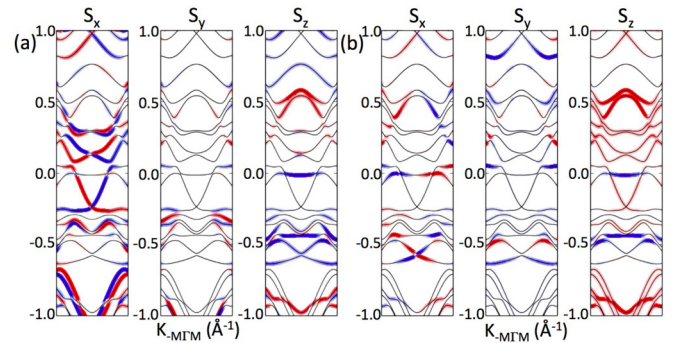 (a) Sx Sy Sz (b) Sx Sy Sz
1.0 1.0 1.0 1.0 1.0 1.0
0.5 0.5 0.5 0.5 0.5 0.5
0.0 0.0 0.0 0.0 0.0 0.0
-0.5 -0.5 -0.5 -0.5 -0.5 -0.5
-1.0 -1.0 -1.0 -1.0 -1.0 -1.0
K-MΓM (Å-1) K-MΓM (Å-1)